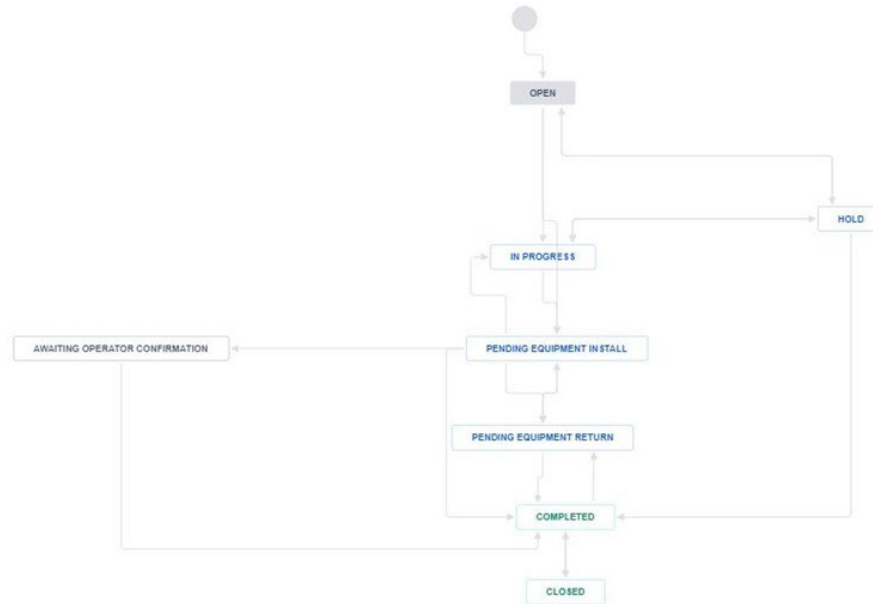 OPEN
HOLD
IN PROGRESS
AWAITING OPERATOR CONFIRMATION
PENDING EQUIPMENT INSTALL
PENDING EQUIPMENT RETURN
COMPLETED
CLOSED